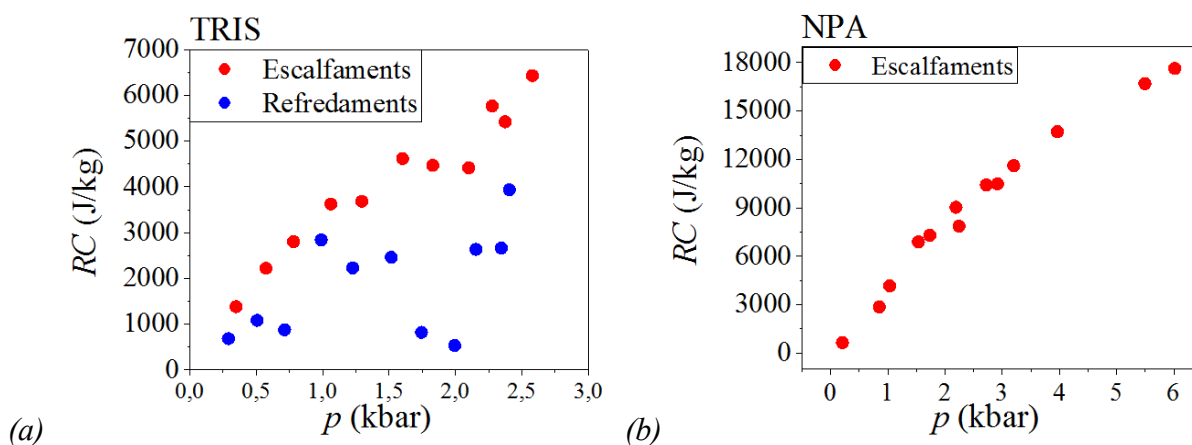 TRIS
7000
6000
5000
4000
3000
2000
1000
0
RC (J/kg)
Escalfaments
Refredaments
0,0 0,5 1,0 1,5 2,0 2,5 3,0
p (kbar)
(a)
NPA
18000
15000
12000
9000
6000
3000
0
RC (J/kg)
Escalfaments
0 1 2 3 4 5 6
p (kbar)
(b)